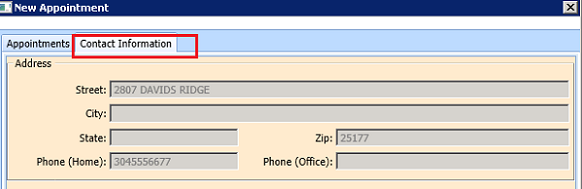 New Appointment
Appointments Contact Information
Address
Street: 2807 DAVIDS RIDGE
City:
State: Zip: 25177
Phone (Home): 3045556677 Phone (Office):